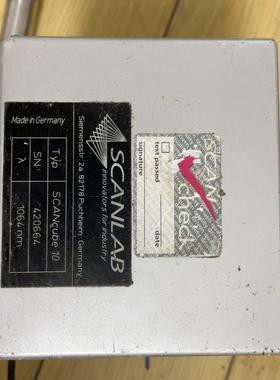 SCANLAB
innovators for industry
Siemensstr. 2a, 82178 Puchheim, Germany
Made in Germany
Typ SCANcube 10
SN: 420664
λ 1064 nm
SCAN
check
test passed
date
signature